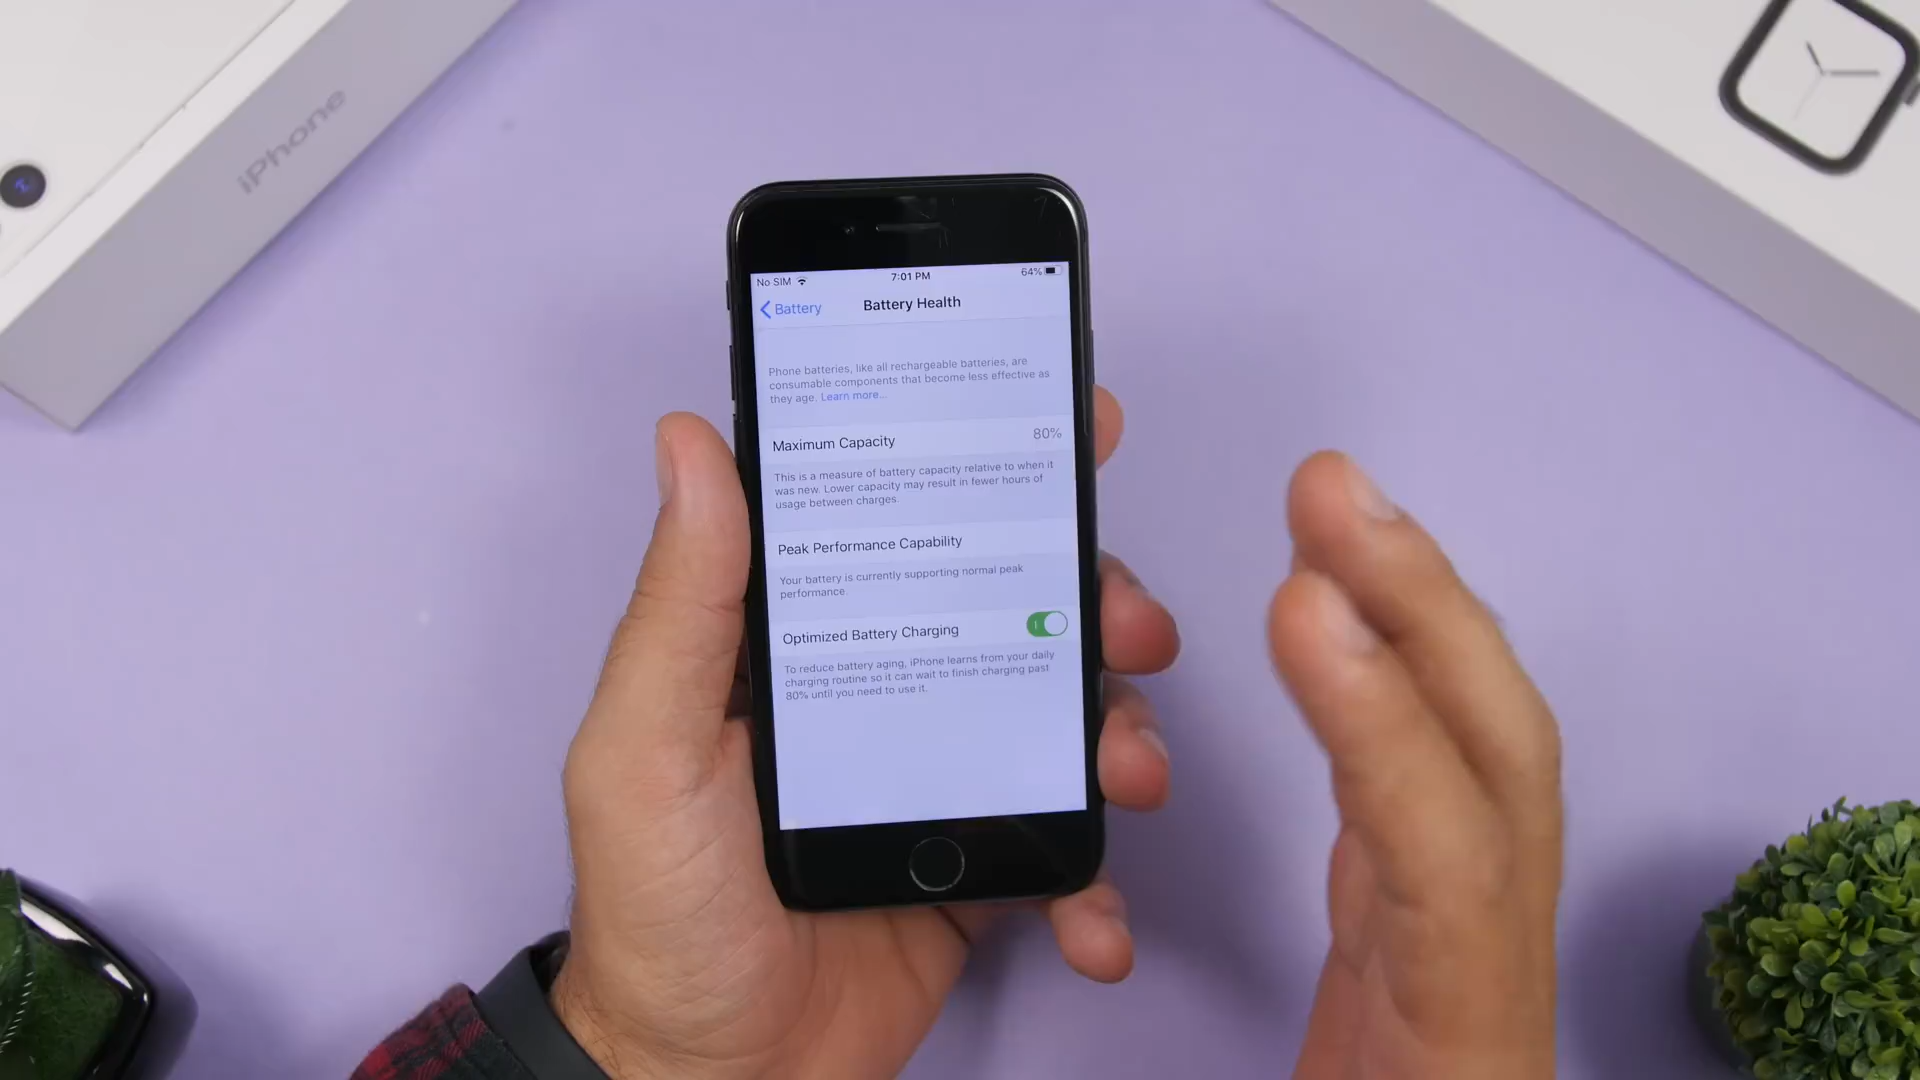 iPhone
No SIM 7:01 PM 64%
Battery Battery Health
Phone batteries, like all rechargeable batteries, are
consumable components that become less effective as
they age. Learn more...
Maximum Capacity 80%
This is a measure of battery capacity relative to when it
was new. Lower capacity may result in fewer hours of
usage between charges.
Peak Performance Capability
Your battery is currently supporting normal peak
performance.
Optimized Battery Charging
To reduce battery aging, iPhone learns from your daily
charging routine so it can wait to finish charging past
80% until you need to use it.